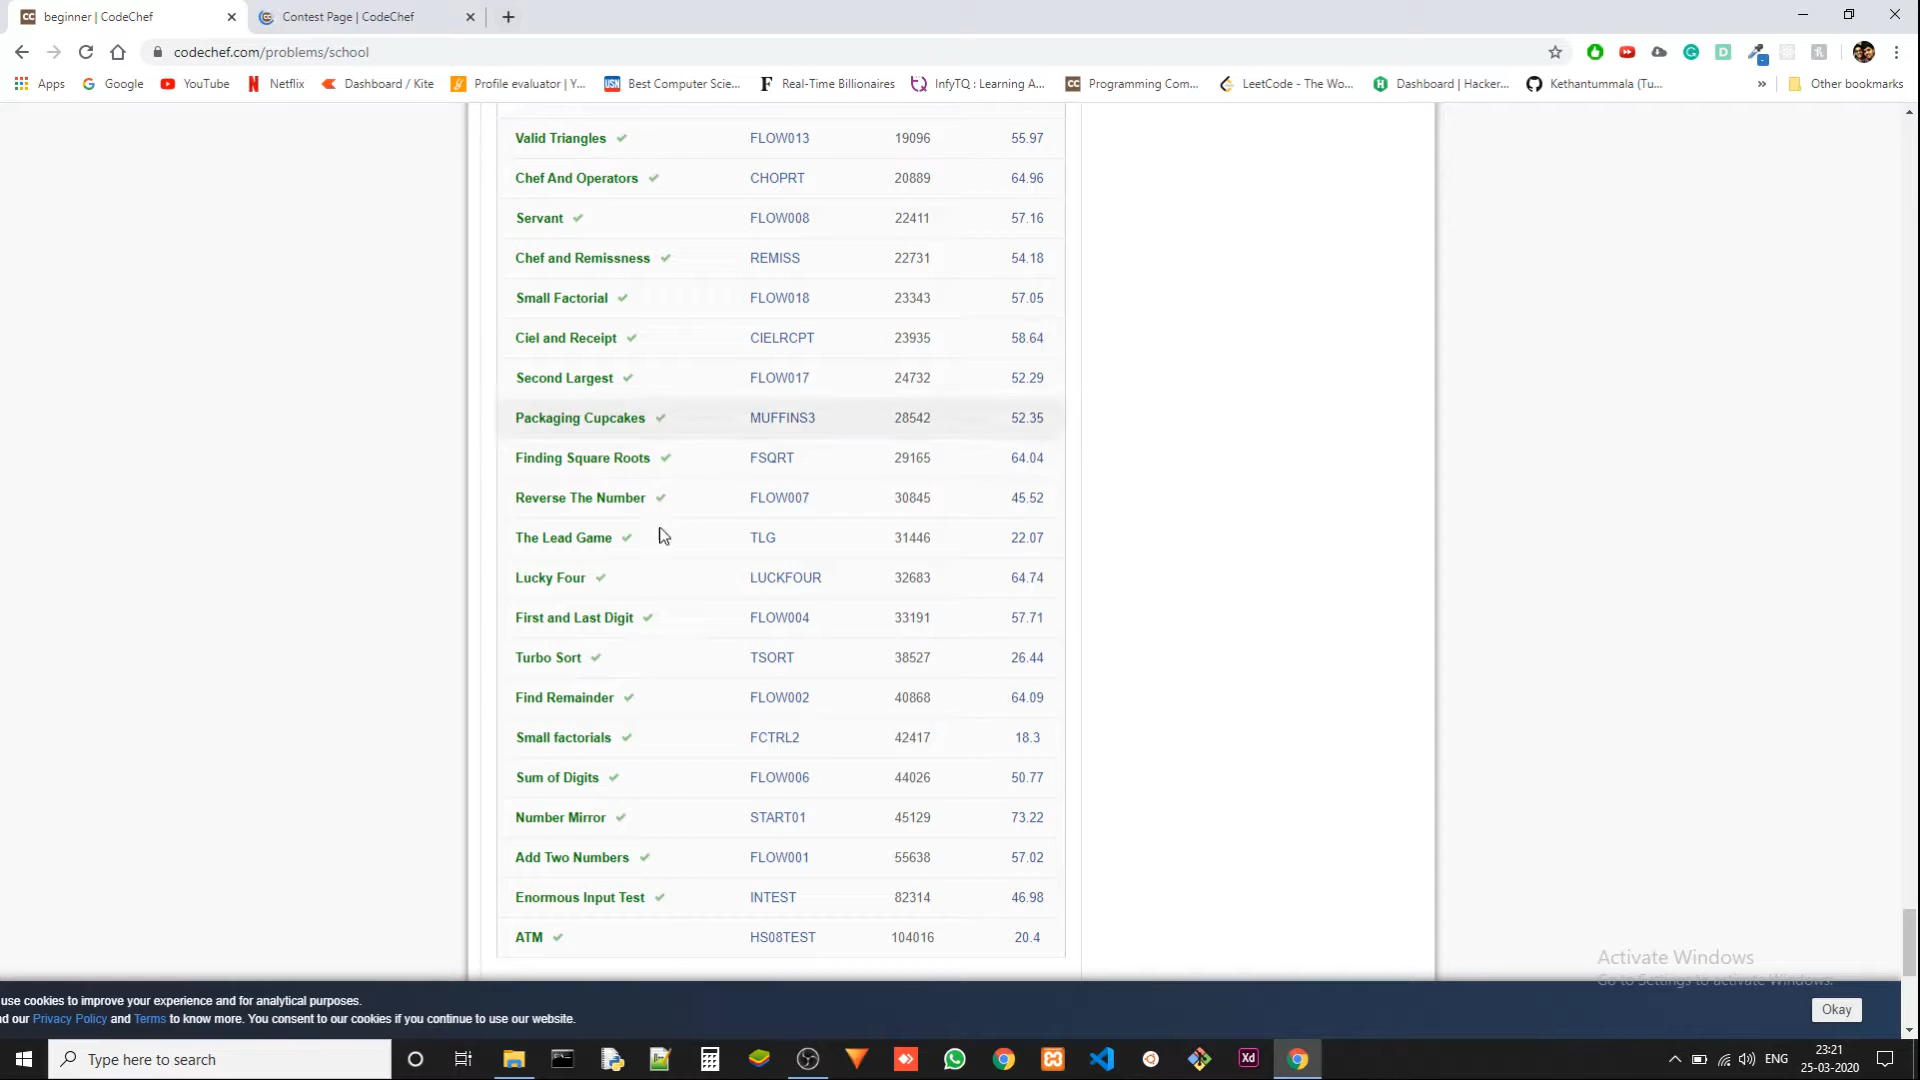 beginner | CodeChef
Contest Page | CodeChef
codechef.com/problems/school
Apps Google YouTube Netflix Dashboard / Kite Profile evaluator | Y... Best Computer Scie... Real-Time Billionaires InfyTQ : Learning A... Programming Com... LeetCode - The Wo... Dashboard | Hacker... Kethantummala (Tu... » Other bookmarks
Valid Triangles FLOW013 19096 55.97
Chef And Operators CHOPRT 20889 64.96
Servant FLOW008 22411 57.16
Chef and Remissness REMISS 22731 54.18
Small Factorial FLOW018 23343 57.05
Ciel and Receipt CIELRCPT 23935 58.64
Second Largest FLOW017 24732 52.29
Packaging Cupcakes MUFFINS3 28542 52.35
Finding Square Roots FSQRT 29165 64.04
Reverse The Number FLOW007 30845 45.52
The Lead Game TLG 31446 22.07
Lucky Four LUCKFOUR 32683 64.74
First and Last Digit FLOW004 33191 57.71
Turbo Sort TSORT 38527 26.44
Find Remainder FLOW002 40868 64.09
Small factorials FCTRL2 42417 18.3
Sum of Digits FLOW006 44026 50.77
Number Mirror START01 45129 73.22
Add Two Numbers FLOW001 55638 57.02
Enormous Input Test INTEST 82314 46.98
ATM HS08TEST 104016 20.4
Activate Windows
Go to Settings to activate Windows.
use cookies to improve your experience and for analytical purposes.
nd our Privacy Policy and Terms to know more. You consent to our cookies if you continue to use our website.
Okay
Type here to search
Xd
ENG
23:21
25-03-2020